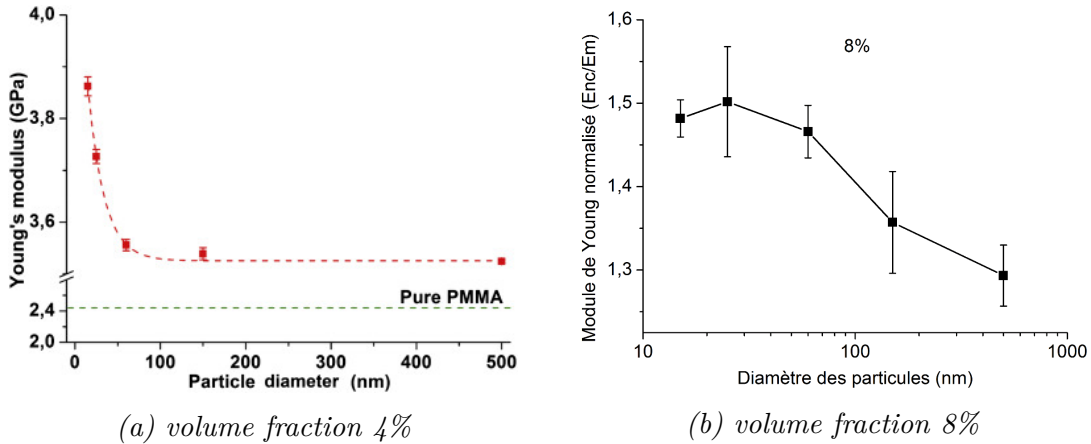 4,0
3,8
3,6
2,4
2,0
Young's modulus (GPa)
Pure PMMA
0
100
200
300
400
500
Particle diameter (nm)
(a) volume fraction 4%
1,6
1,5
1,4
1,3
Module de Young normalisé (Enc/Em)
8%
10
100
1000
Diamètre des particules (nm)
(b) volume fraction 8%